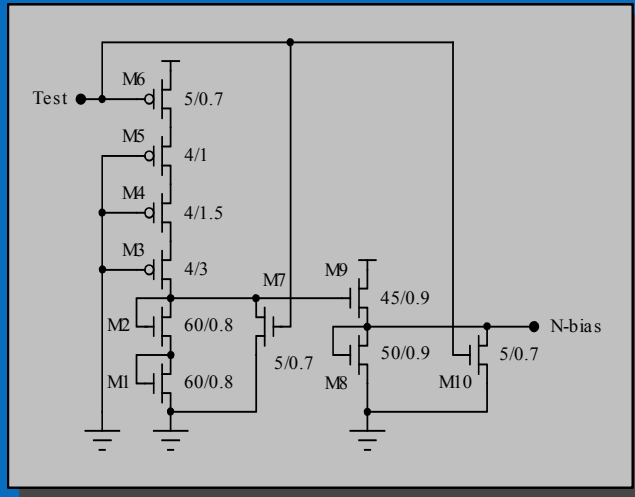 M6
Test
5/0.7
M5
4/1
M4
4/1.5
M3
4/3
M7
M9
45/0.9
M2
60/0.8
N-bias
5/0.7
50/0.9
5/0.7
M1
60/0.8
M8
M10